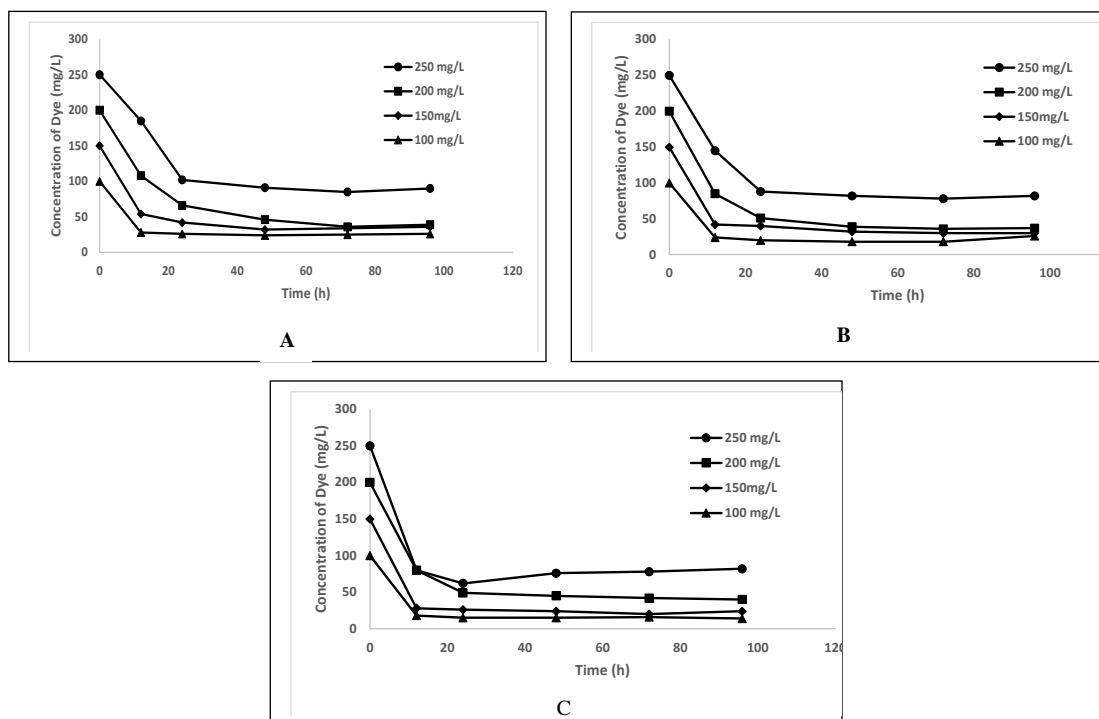 300
250
200
150
100
50
0
Concentration of Dye (mg/L)
0 20 40 60 80 100 120
Time (h)
250 mg/L
200 mg/L
150mg/L
100 mg/L
A
300
250
200
150
100
50
0
Concentration of Dye (mg/L)
0 20 40 60 80 100
Time (h)
250 mg/L
200 mg/L
150mg/L
100 mg/L
B
300
250
200
150
100
50
0
Concentration of Dye (mg/L)
0 20 40 60 80 100 12
Time (h)
250 mg/L
200 mg/L
150mg/L
100 mg/L
C